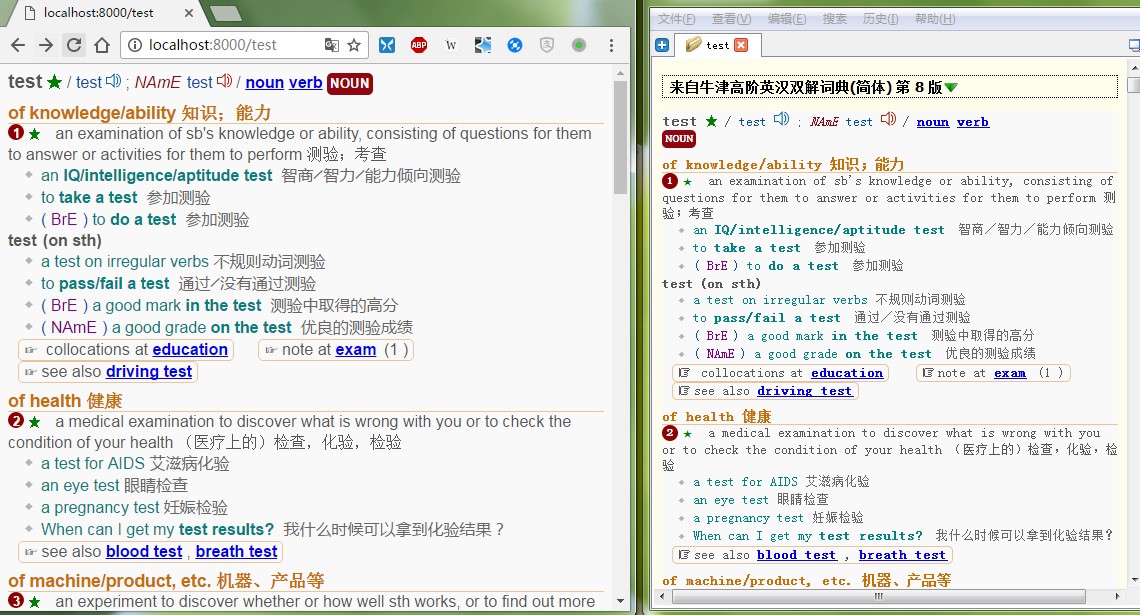 localhost:8000/test
localhost:8000/test
ABP
W
test ★ / test ; NAmE test / noun verb NOUN
of knowledge/ability 知识；能力
1 ★ an examination of sb's knowledge or ability, consisting of questions for them
to answer or activities for them to perform 测验；考查
an IQ/intelligence/aptitude test 智商／智力／能力倾向测验
to take a test 参加测验
( BrE ) to do a test 参加测验
test (on sth)
a test on irregular verbs 不规则动词测验
to pass/fail a test 通过／没有通过测验
( BrE ) a good mark in the test 测验中取得的高分
( NAmE ) a good grade on the test 优良的测验成绩
☞ collocations at education ☞ note at exam (1 )
☞ see also driving test
of health 健康
2 ★ a medical examination to discover what is wrong with you or to check the
condition of your health （医疗上的）检查，化验，检验
a test for AIDS 艾滋病化验
an eye test 眼睛检查
a pregnancy test 妊娠检验
When can I get my test results? 我什么时候可以拿到化验结果？
☞ see also blood test , breath test
of machine/product, etc. 机器、产品等
3 ★ an experiment to discover whether or how well sth works, or to find out more
文件(F) 查看(V) 编辑(E) 搜索 历史(I) 帮助(H)
test
来自牛津高阶英汉双解词典(简体) 第 8 版
test ★ / test ; NAmE test / noun verb
NOUN
of knowledge/ability 知识；能力
1 ★ an examination of sb's knowledge or ability, consisting of
questions for them to answer or activities for them to perform 测
验；考查
an IQ/intelligence/aptitude test 智商／智力／能力倾向测验
to take a test 参加测验
( BrE ) to do a test 参加测验
test (on sth)
a test on irregular verbs 不规则动词测验
to pass/fail a test 通过／没有通过测验
( BrE ) a good mark in the test 测验中取得的高分
( NAmE ) a good grade on the test 优良的测验成绩
☞ collocations at education ☞ note at exam (1 )
☞ see also driving test
of health 健康
2 ★ a medical examination to discover what is wrong with you
or to check the condition of your health （医疗上的）检查，化验，检
验
a test for AIDS 艾滋病化验
an eye test 眼睛检查
a pregnancy test 妊娠检验
When can I get my test results? 我什么时候可以拿到化验结果？
☞ see also blood test , breath test
of machine/product, etc. 机器、产品等